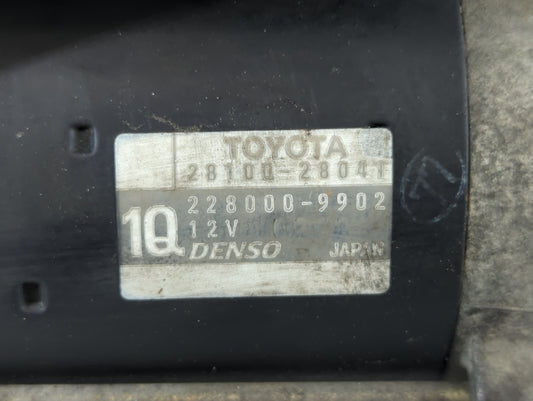 TOYOTA
28100-28041
228000-9902
12V
1Q DENSO JAPAN